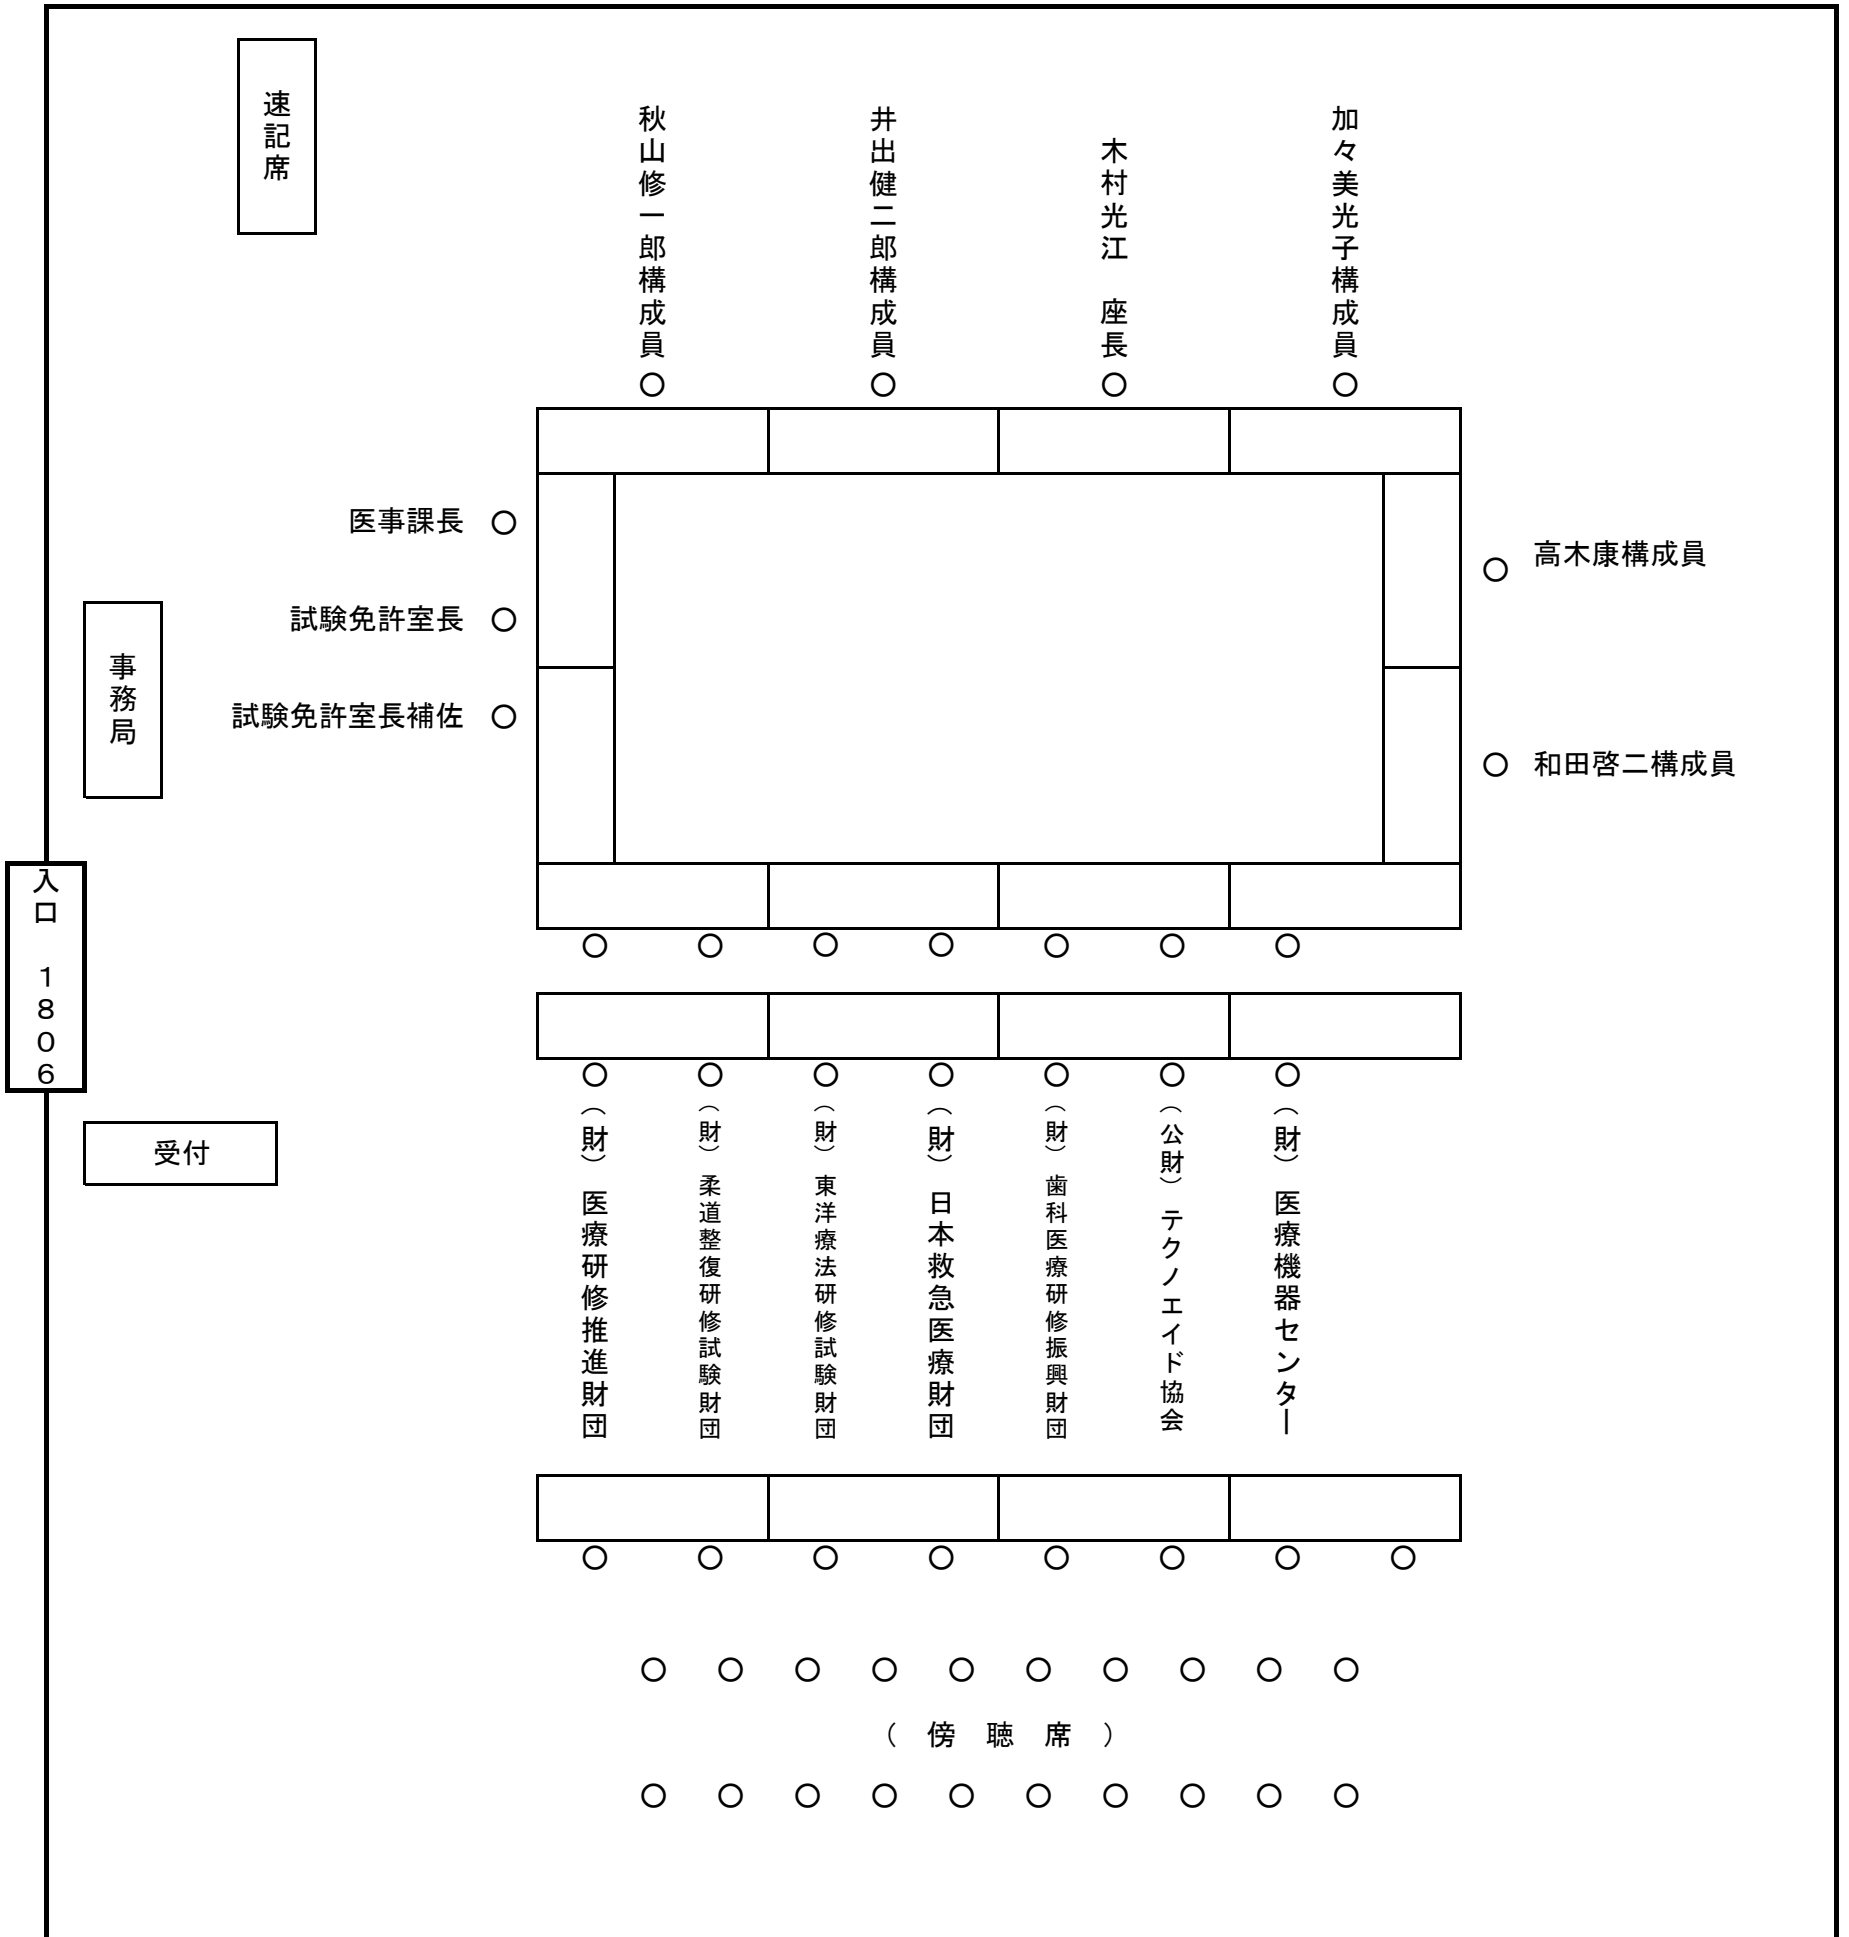 速記席
秋山修一郎構成員
井出健二郎構成員
木村光江　座長
加々美光子構成員
医事課長
試験免許室長
試験免許室長補佐
高木康構成員
和田啓二構成員
事務局
入口　１８０６
受付
（財）医療研修推進財団
（財）柔道整復研修試験財団
（財）東洋療法研修試験財団
（財）日本救急医療財団
（財）歯科医療研修振興財団
（公財）テクノエイド協会
（財）医療機器センター
（　傍　聴　席　）